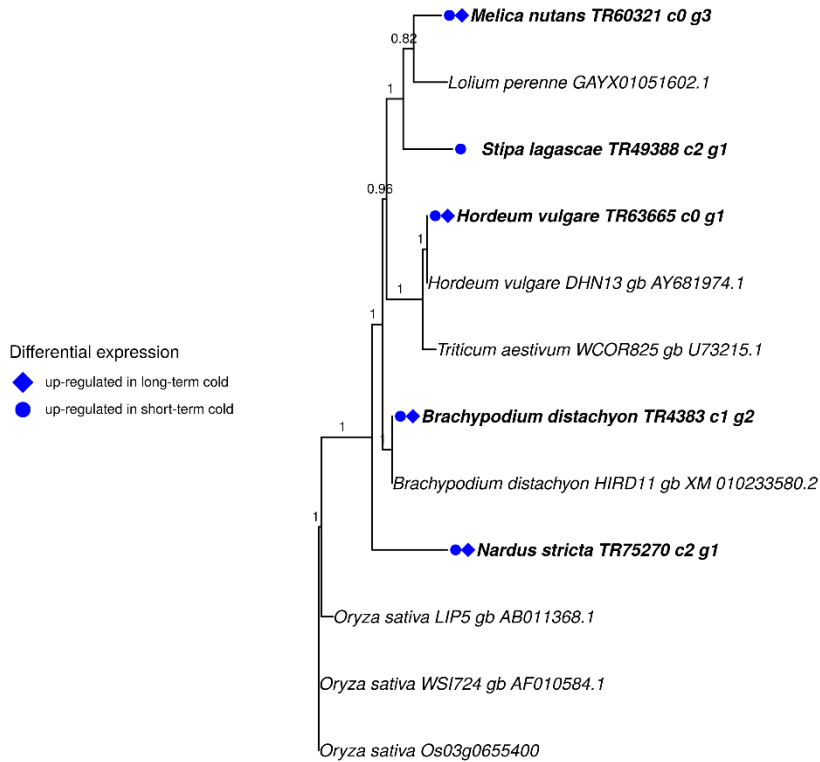 Melica nutans TR60321 c0 g3
0.82
Lolium perenne GAYX01051602.1
1
Stipa lagascae TR49388 c2 g1
0.96
Hordeum vulgare TR63665 c0 g1
1
Hordeum vulgare DHN13 gb AY681974.1
1
1
Triticum aestivum WCOR825 gb U73215.1
Differential expression
up-regulated in long-term cold
up-regulated in short-term cold
Brachypodium distachyon TR4383 c1 g2
1
1
Brachypodium distachyon HIRD11 gb XM 010233580.2
1
Nardus stricta TR75270 c2 g1
Oryza sativa LIP5 gb AB011368.1
Oryza sativa WSI724 gb AF010584.1
Oryza sativa Os03g0655400